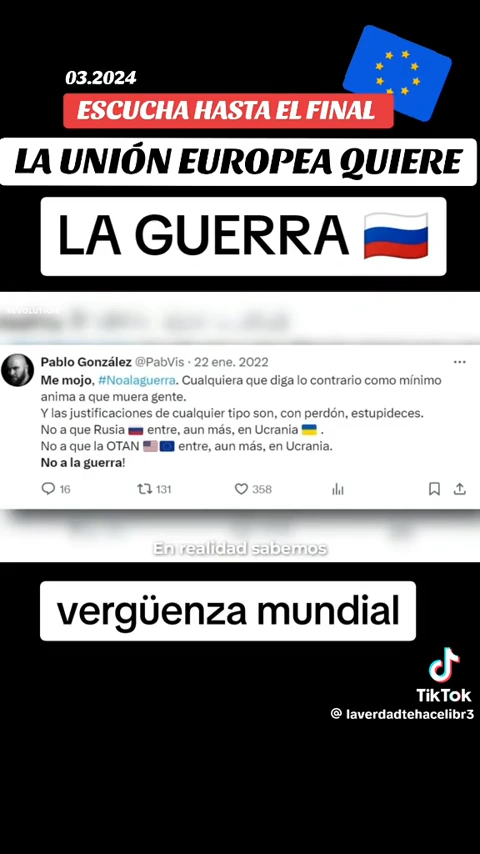 03.2024
ESCUCHA HASTA EL FINAL
LA UNIÓN EUROPEA QUIERE
LA GUERRA 🇷🇺
REVOLUTION
Pablo González @PabVis · 22 ene. 2022
Me mojo, #Noalaguerra. Cualquiera que diga lo contrario como mínimo
anima a que muera gente.
Y las justificaciones de cualquier tipo son, con perdón, estupideces.
No a que Rusia 🇷🇺 entre, aun más, en Ucrania 🇺🇦 .
No a que la OTAN 🇺🇸🇪🇺 entre, aun más, en Ucrania.
No a la guerra!
16 131 358
En realidad sabemos
vergüenza mundial
TikTok
@ laverdadtehacelibr3